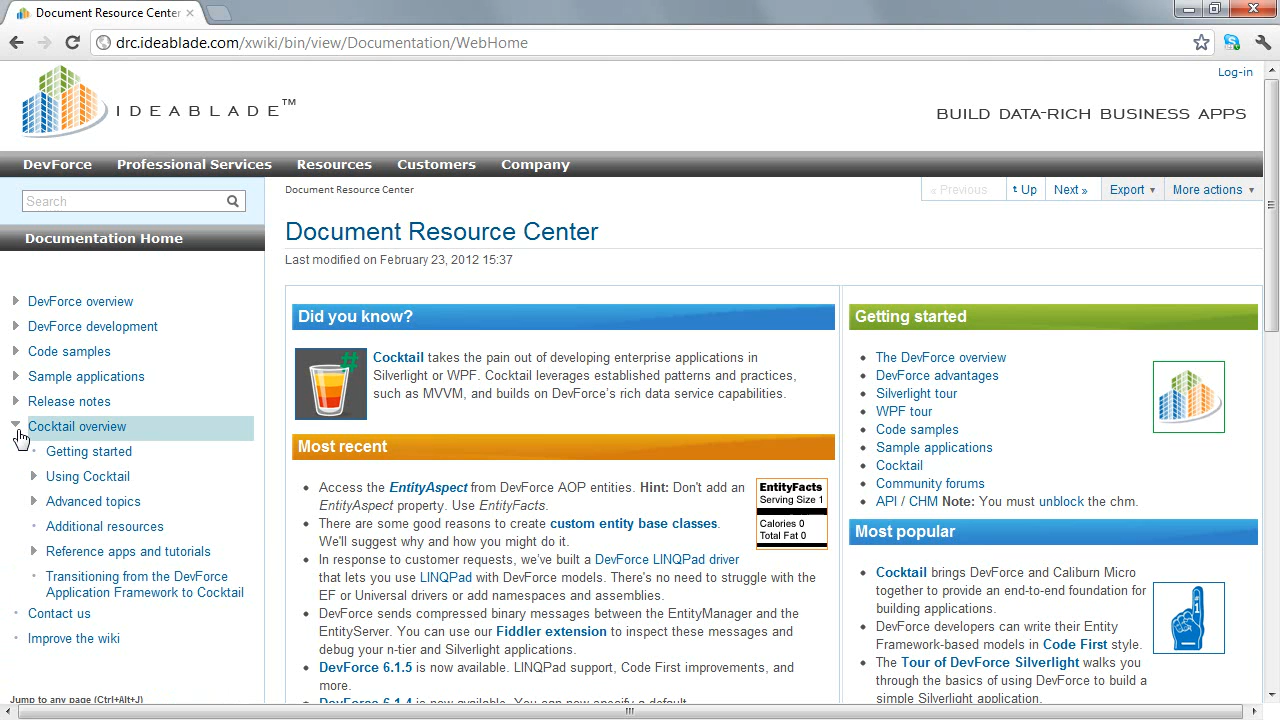 Document Resource Center
drc.ideablade.com/xwiki/bin/view/Documentation/WebHome
Log-in
IDEABLADE™
BUILD DATA-RICH BUSINESS APPS
DevForce Professional Services Resources Customers Company
Search
Documentation Home
DevForce overview
DevForce development
Code samples
Sample applications
Release notes
Cocktail overview
Getting started
Using Cocktail
Advanced topics
Additional resources
Reference apps and tutorials
Transitioning from the DevForce
Application Framework to Cocktail
Contact us
Improve the wiki
Jump to any page (Ctrl+Alt+J)
Document Resource Center
« Previous Up Next » Export More actions
Document Resource Center
Last modified on February 23, 2012 15:37
Did you know?
#
Cocktail takes the pain out of developing enterprise applications in
Silverlight or WPF. Cocktail leverages established patterns and practices,
such as MVVM, and builds on DevForce's rich data service capabilities.
Most recent
Access the EntityAspect from DevForce AOP entities. Hint: Don't add an
EntityAspect property. Use EntityFacts.
There are some good reasons to create custom entity base classes.
We'll suggest why and how you might do it.
In response to customer requests, we've built a DevForce LINQPad driver
that lets you use LINQPad with DevForce models. There's no need to struggle with the
EF or Universal drivers or add namespaces and assemblies.
DevForce sends compressed binary messages between the EntityManager and the
EntityServer. You can use our Fiddler extension to inspect these messages and
debug your n-tier and Silverlight applications.
DevForce 6.1.5 is now available. LINQPad support, Code First improvements, and
more.
DevForce 6.1.4 is now available. You can now specify a default
EntityFacts
Serving Size 1
Calories 0
Total Fat 0
Getting started
The DevForce overview
DevForce advantages
Silverlight tour
WPF tour
Code samples
Sample applications
Cocktail
Community forums
API / CHM Note: You must unblock the chm.
Most popular
Cocktail brings DevForce and Caliburn Micro
together to provide an end-to-end foundation for
building applications.
DevForce developers can write their Entity
Framework-based models in Code First style.
The Tour of DevForce Silverlight walks you
through the basics of using DevForce to build a
simple Silverlight application.
#1